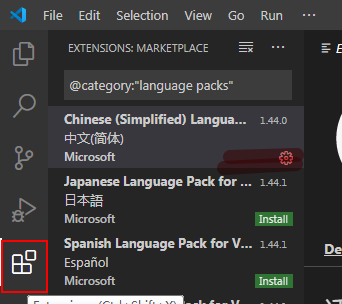 File Edit Selection View Go Run
EXTENSIONS: MARKETPLACE
@category:"language packs"
Chinese (Simplified) Langua... 1.44.0
中文(简体)
Microsoft
Japanese Language Pack for ... 1.44.1
日本語
Microsoft Install
Spanish Language Pack for V... 1.44.1
Español
Microsoft Install